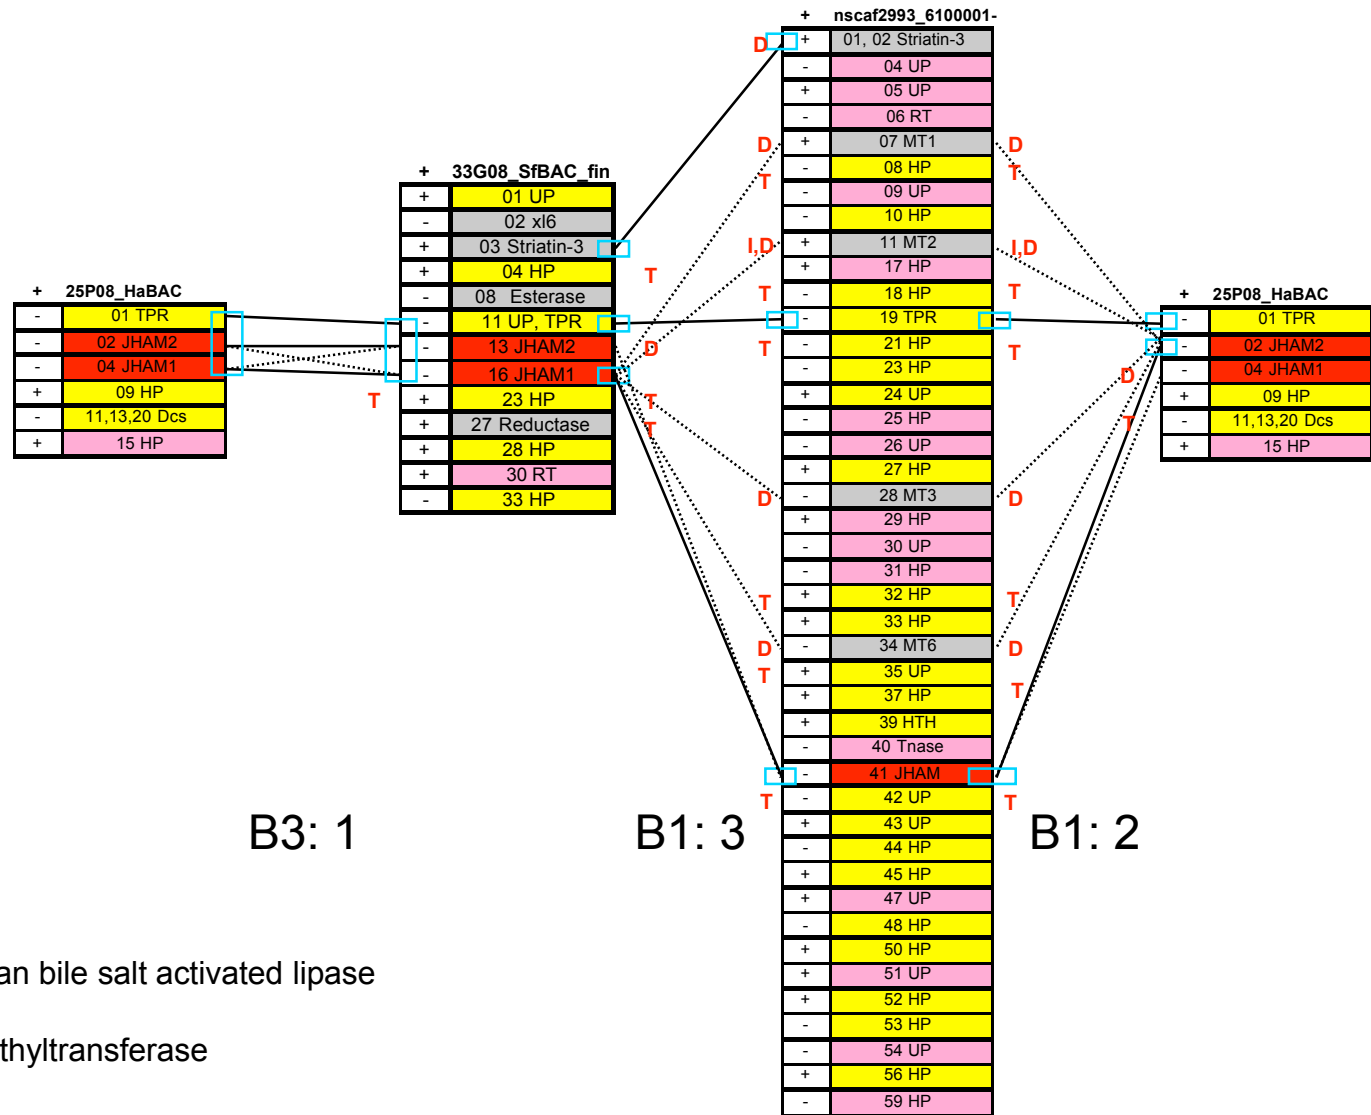 + 25P08_HaBAC
- 01 TPR
- 02 JHAM2
- 04 JHAM1
+ 09 HP
- 11,13,20 Dcs
+ 15 HP
T
+ 33G08_SfBAC_fin
+ 01 UP
- 02 xl6
+ 03 Striatin-3
+ 04 HP
- 08 Esterase
- 11 UP, TPR
- 13 JHAM2
- 16 JHAM1
+ 23 HP
+ 27 Reductase
+ 28 HP
+ 30 RT
- 33 HP
T
D
T
T
D
D
T
I,D
T
T
D
T
D
T
T
+ nscaf2993_6100001-
+ 01, 02 Striatin-3
- 04 UP
+ 05 UP
- 06 RT
+ 07 MT1
- 08 HP
- 09 UP
- 10 HP
+ 11 MT2
+ 17 HP
- 18 HP
- 19 TPR
- 21 HP
- 23 HP
+ 24 UP
- 25 HP
- 26 UP
+ 27 HP
- 28 MT3
+ 29 HP
- 30 UP
- 31 HP
+ 32 HP
+ 33 HP
- 34 MT6
+ 35 UP
+ 37 HP
+ 39 HTH
- 40 Tnase
- 41 JHAM
- 42 UP
+ 43 UP
- 44 HP
+ 45 HP
+ 47 UP
- 48 HP
+ 50 HP
+ 51 UP
+ 52 HP
- 53 HP
- 54 UP
+ 56 HP
- 59 HP
D
T
I,D
T
T
D
T
D
T
T
D
T
+ 25P08_HaBAC
- 01 TPR
- 02 JHAM2
- 04 JHAM1
+ 09 HP
- 11,13,20 Dcs
+ 15 HP
B3: 1
B1: 3
B1: 2
an bile salt activated lipase
thyltransferase